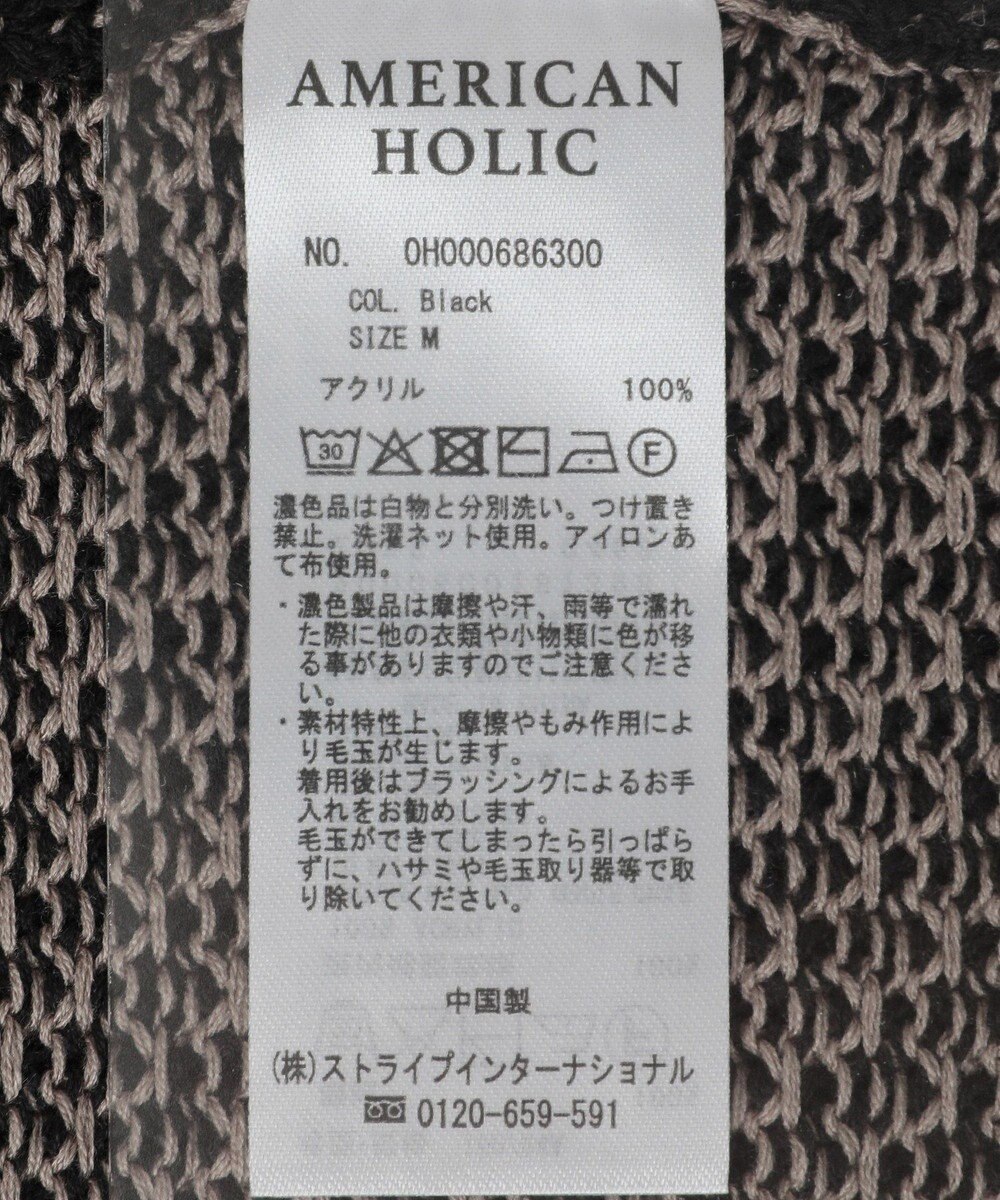 AMERICAN
HOLIC
NO. 0H000686300
COL. Black
SIZE M
アクリル 100%
30
F
濃色品は白物と分別洗い。つけ置き
禁止。洗濯ネット使用。アイロンあ
て布使用。
・濃色製品は摩擦や汗、雨等で濡れ
た際に他の衣類や小物類に色が移
る事がありますのでご注意くださ
い。
・素材特性上、摩擦やもみ作用によ
り毛玉が生じます。
着用後はブラッシングによるお手
入れをお勧めします。
毛玉ができてしまったら引っぱら
ずに、ハサミや毛玉取り器等で取
り除いてください。
中国製
(株)ストライプインターナショナル
0120-659-591